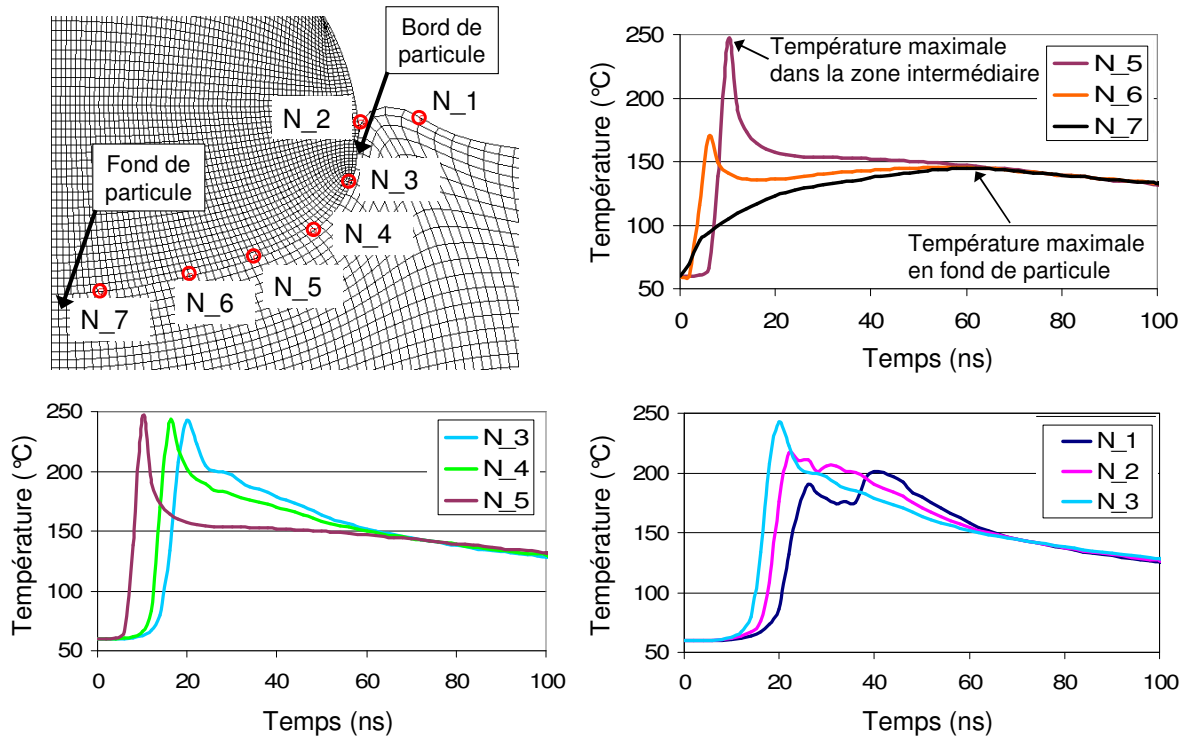 Bord de
particule
N_1
N_2
Fond de
particule
N_3
N_4
N_5
N_6
N_7
Température (°C)
250
200
150
100
50
Température maximale
dans la zone intermédiaire
N_5
N_6
N_7
Température maximale
en fond de particule
0 20 40 60 80 100
Temps (ns)
Température (°C)
250
200
150
100
50
N_3
N_4
N_5
0 20 40 60 80 100
Temps (ns)
Température (°C)
250
200
150
100
50
N_1
N_2
N_3
0 20 40 60 80 100
Temps (ns)